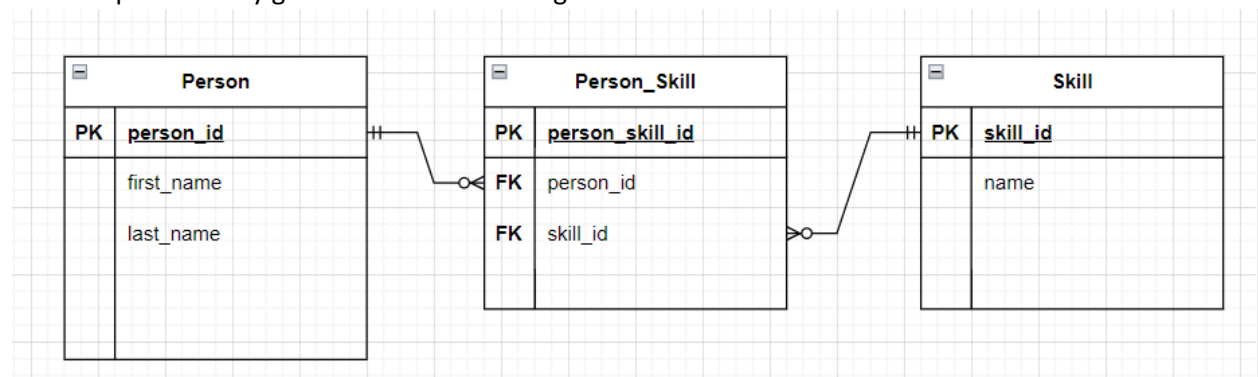 Person
PK person_id
first_name
last_name
Person_Skill
PK person_skill_id
FK person_id
FK skill_id
Skill
PK skill_id
name